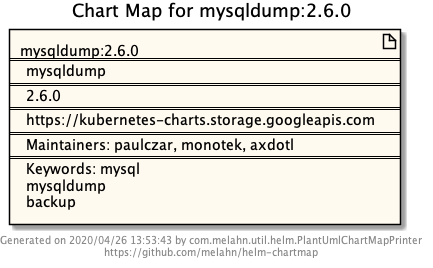 Chart Map for mysqldump:2.6.0
mysqldump:2.6.0
mysqldump
2.6.0
https://kubernetes-charts.storage.googleapis.com
Maintainers: paulczar, monotek, axdotl
Keywords: mysql
mysqldump
backup
Generated on 2020/04/26 13:53:43 by com.melahn.util.helm.PlantUmlChartMapPrinter
https://github.com/melahn/helm-chartmap